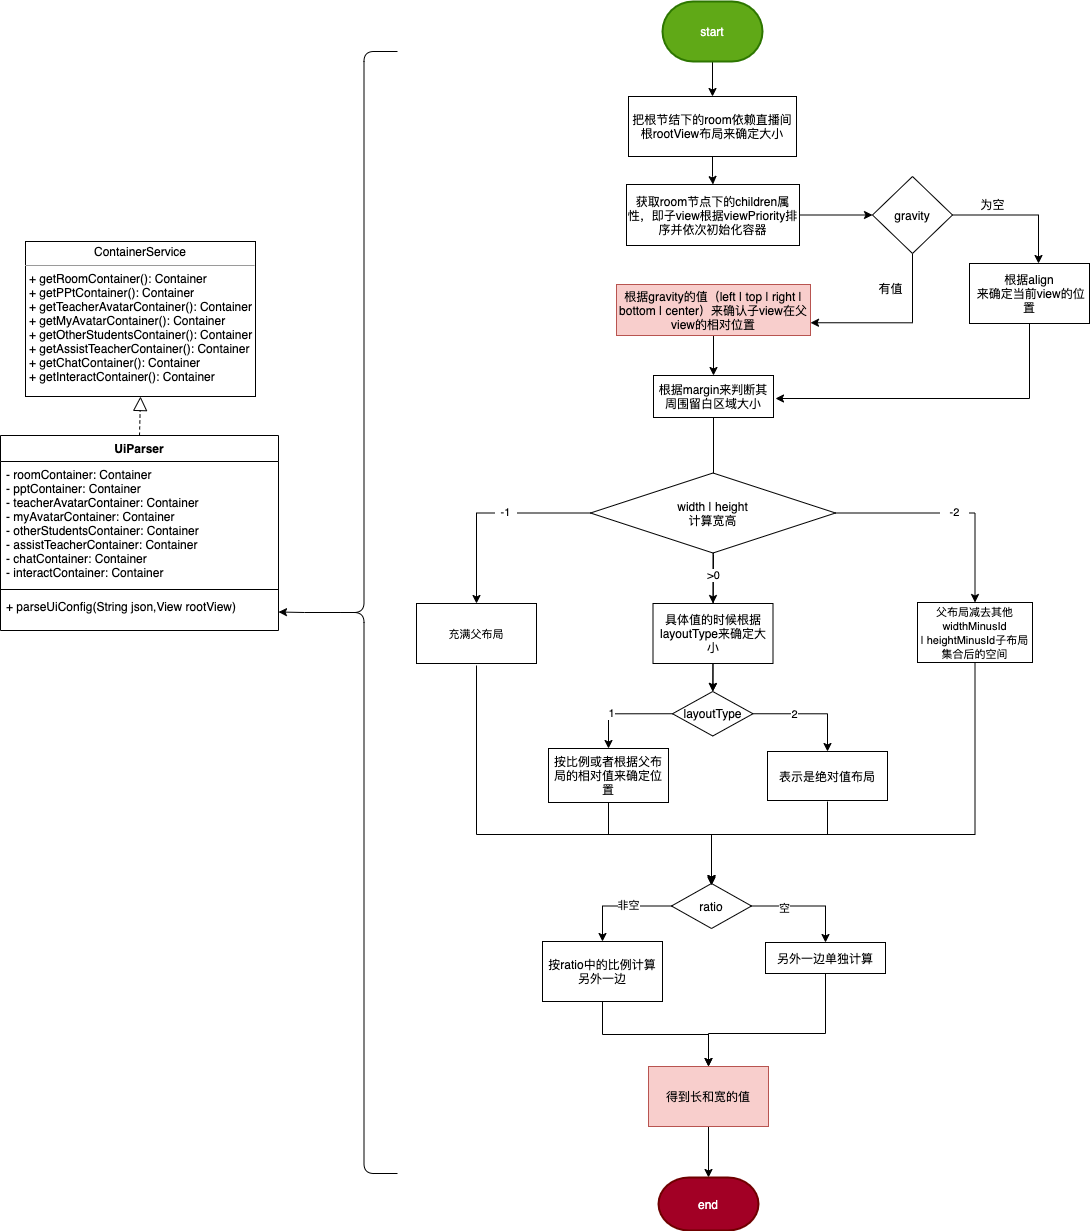 start
把根节结下的room依赖直播间
根rootView布局来确定大小
获取room节点下的children属
性，即子view根据viewPriority排
序并依次初始化容器
gravity
为空
有值
根据align
来确定当前view的位
置
根据gravity的值（left | top | right |
bottom | center）来确认子view在父
view的相对位置
根据margin来判断其
周围留白区域大小
ContainerService
+ getRoomContainer(): Container
+ getPPtContainer(): Container
+ getTeacherAvatarContainer(): Container
+ getMyAvatarContainer(): Container
+ getOtherStudentsContainer(): Container
+ getAssistTeacherContainer(): Container
+ getChatContainer(): Container
+ getInteractContainer(): Container
UiParser
- roomContainer: Container
- pptContainer: Container
- teacherAvatarContainer: Container
- myAvatarContainer: Container
- otherStudentsContainer: Container
- assistTeacherContainer: Container
- chatContainer: Container
- interactContainer: Container
+ parseUiConfig(String json,View rootView)
width | height
计算宽高
-1
>0
-2
充满父布局
具体值的时候根据
layoutType来确定大
小
父布局减去其他
widthMinusId
| heightMinusId子布局
集合后的空间
layoutType
1
2
按比例或者根据父布
局的相对值来确定位
置
表示是绝对值布局
ratio
非空
空
按ratio中的比例计算
另外一边
另外一边单独计算
得到长和宽的值
end